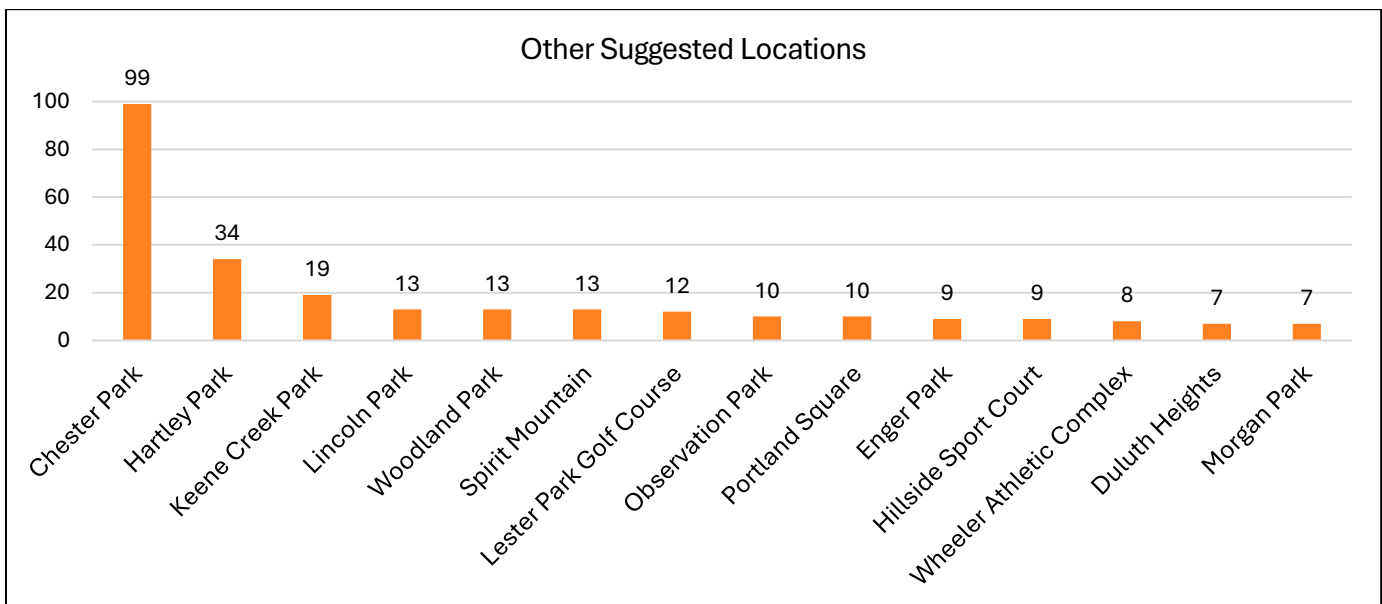 Other Suggested Locations
99
100
80
60
40
20
0
34
19
13
13
13
12
10
10
9
9
8
7
7
Chester Park
Hartley Park
Keene Creek Park
Lincoln Park
Woodland Park
Spirit Mountain
Lester Park Golf Course
Observation Park
Portland Square
Enger Park
Hillside Sport Court
Wheeler Athletic Complex
Duluth Heights
Morgan Park